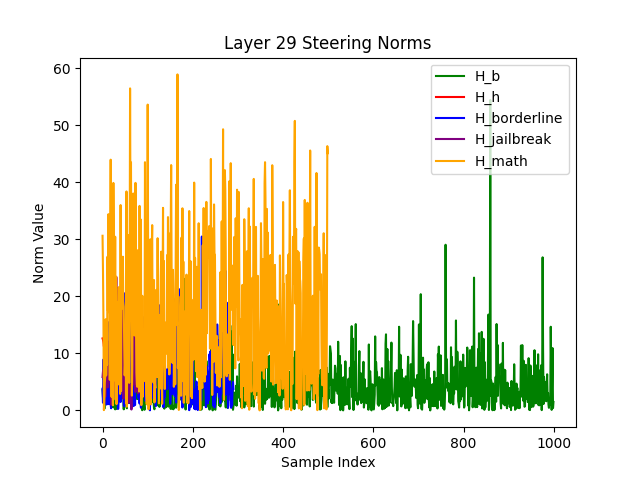 Layer 29 Steering Norms
Norm Value
60
50
40
30
20
10
0
H_b
H_h
H_borderline
H_jailbreak
H_math
0 200 400 600 800 1000
Sample Index